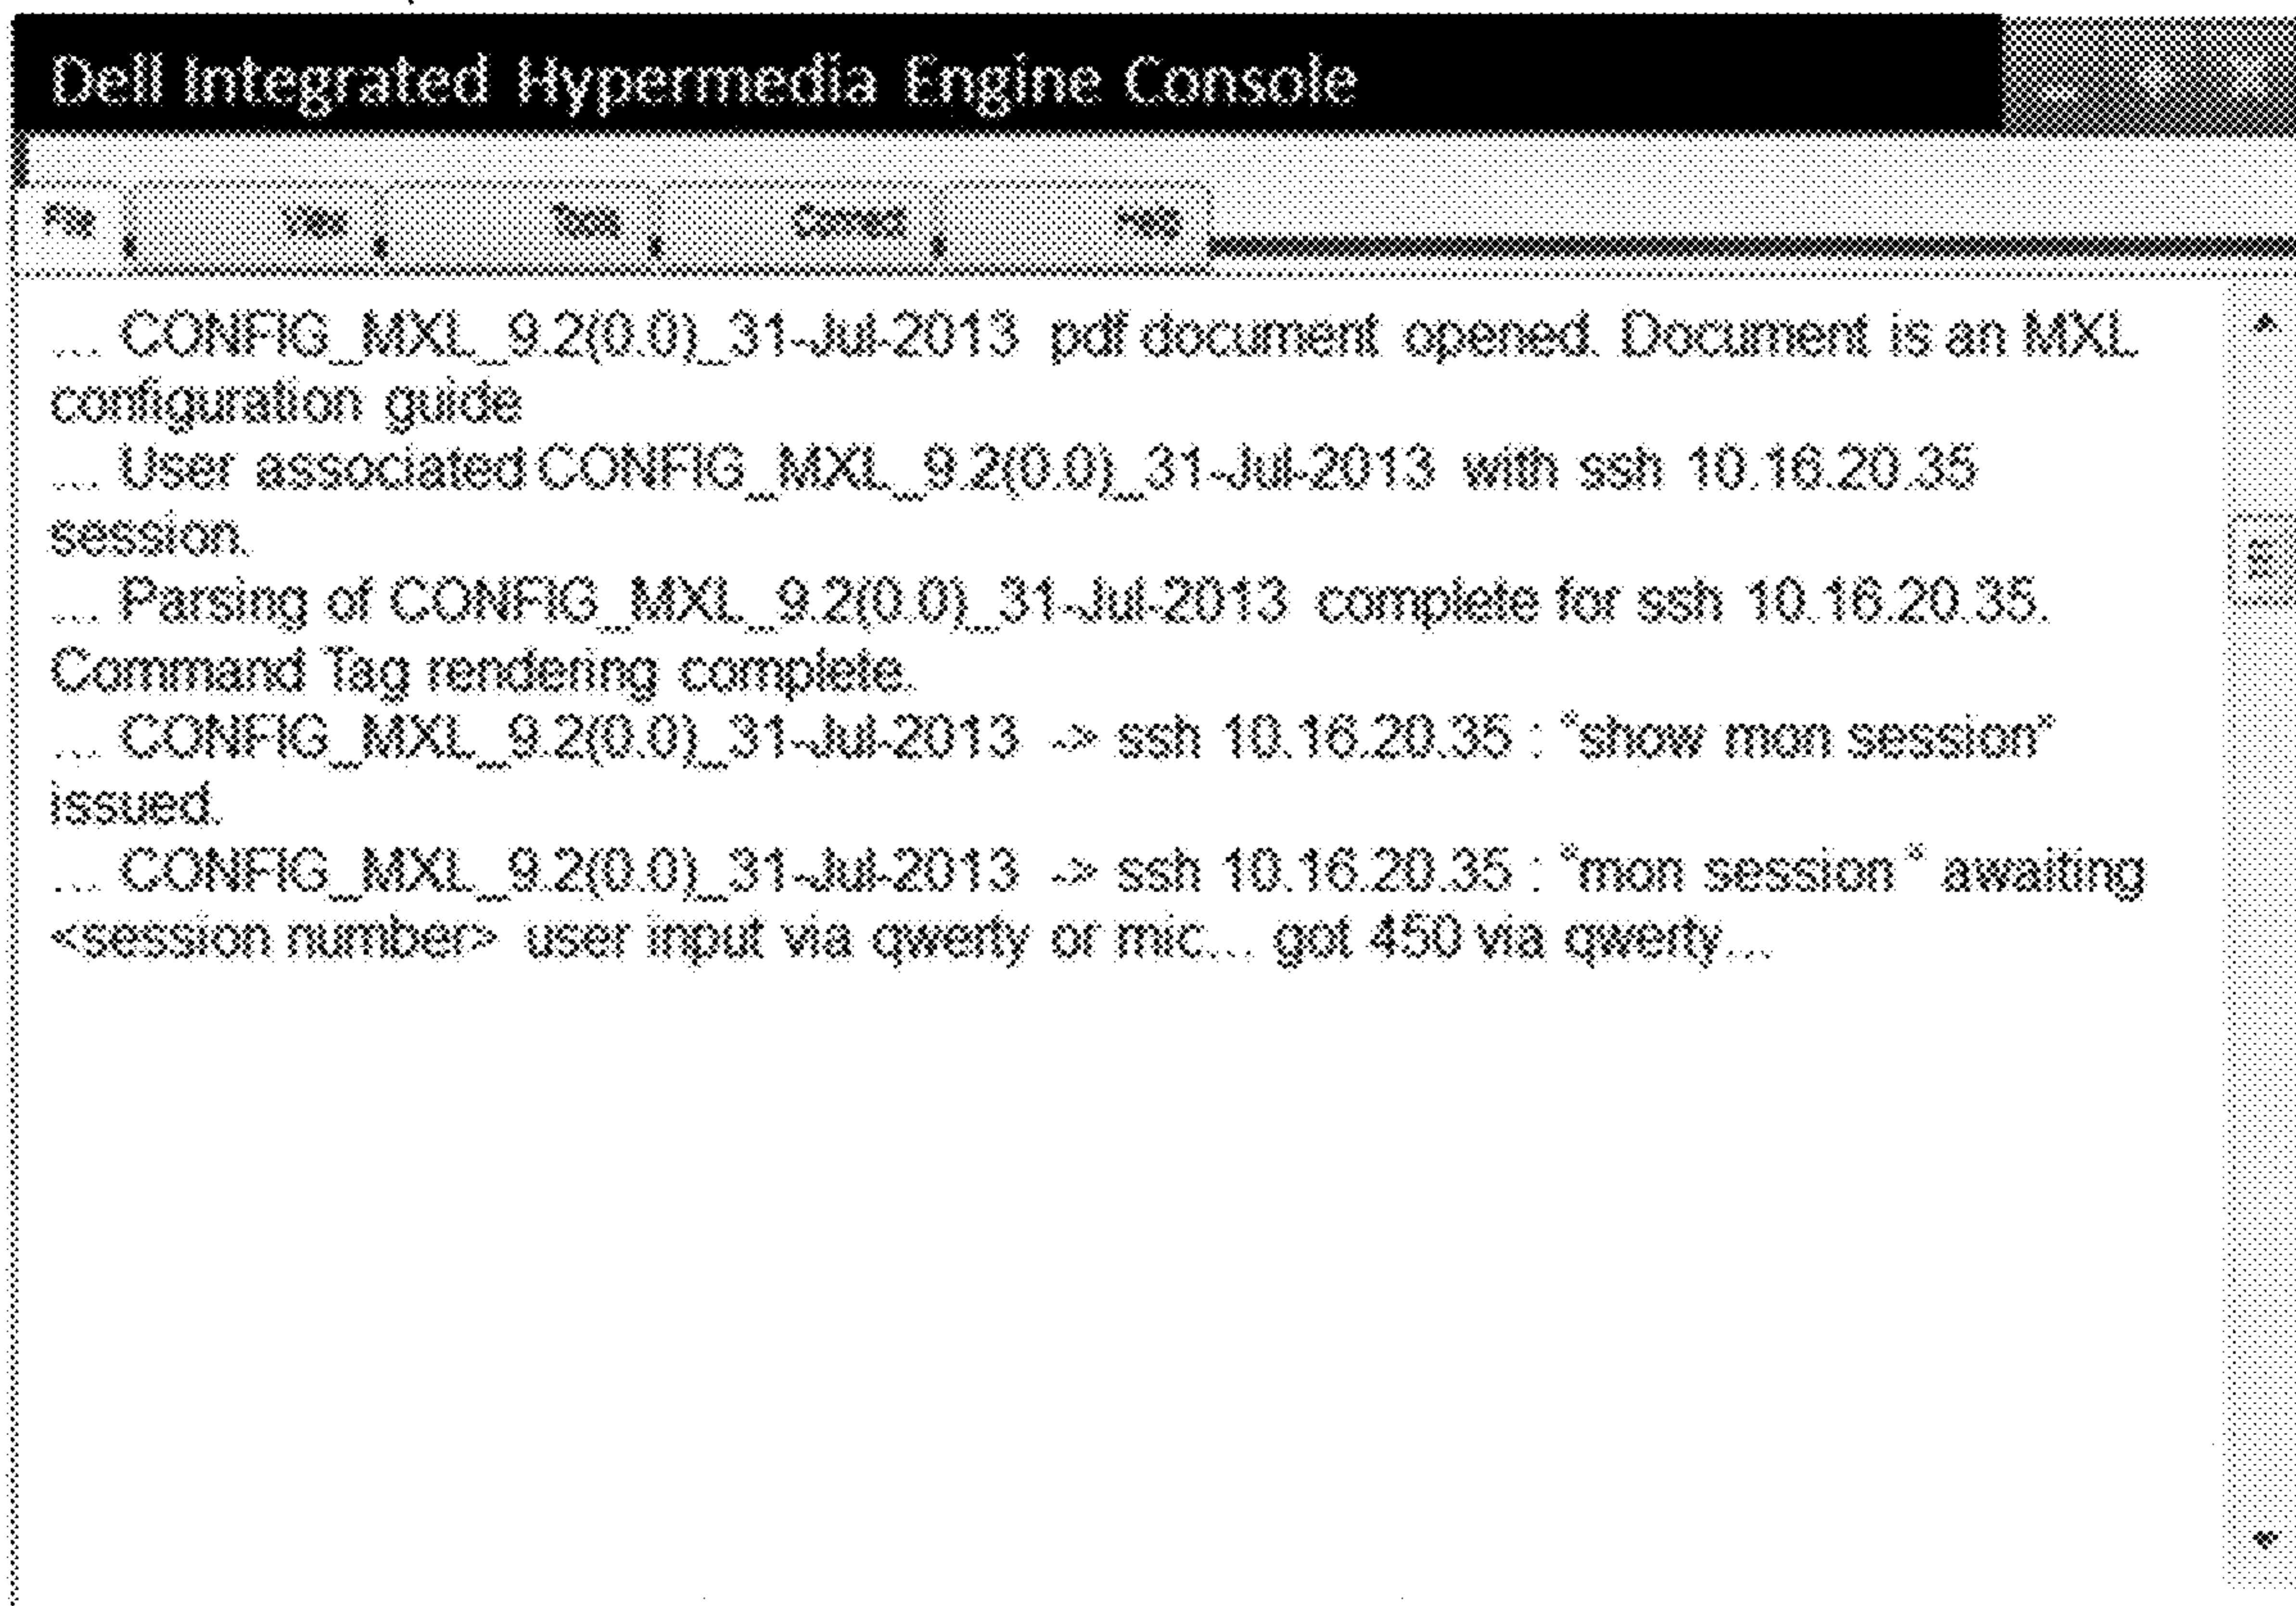 Dell Integrated Hypermedia Engine Console
File View Tools Connect Help
... CONFIG_MXL_9.2(0.0)_31-Jul-2013 pdf document opened. Document is an MXL
configuration guide
... User associated CONFIG_MXL_9.2(0.0)_31-Jul-2013 with ssh 10.16.20.35
session.
... Parsing of CONFIG_MXL_9.2(0.0)_31-Jul-2013 complete for ssh 10.16.20.35.
Command Tag rendering complete.
... CONFIG_MXL_9.2(0.0)_31-Jul-2013 -> ssh 10.16.20.35 : "show mon session"
issued.
... CONFIG_MXL_9.2(0.0)_31-Jul-2013 -> ssh 10.16.20.35 : "mon session " awaiting
<session number> user input via qwerty or mic... got 450 via qwerty...